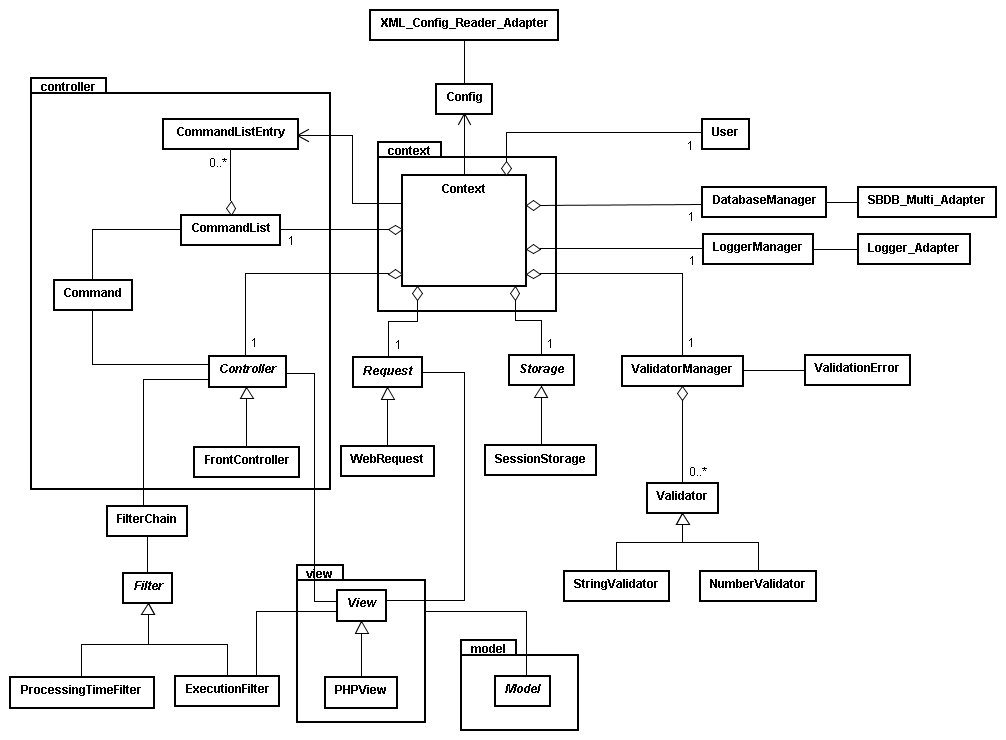 XML_Config_Reader_Adapter
controller
Config
CommandListEntry
User
context
1
0..*
Context
DatabaseManager
SBDB_Multi_Adapter
1
CommandList
1
LoggerManager
Logger_Adapter
1
Command
1
1
1
1
Controller
Request
Storage
ValidatorManager
ValidationError
FrontController
WebRequest
SessionStorage
0..*
Validator
FilterChain
view
Filter
StringValidator
NumberValidator
View
model
ProcessingTimeFilter
ExecutionFilter
PHPView
Model